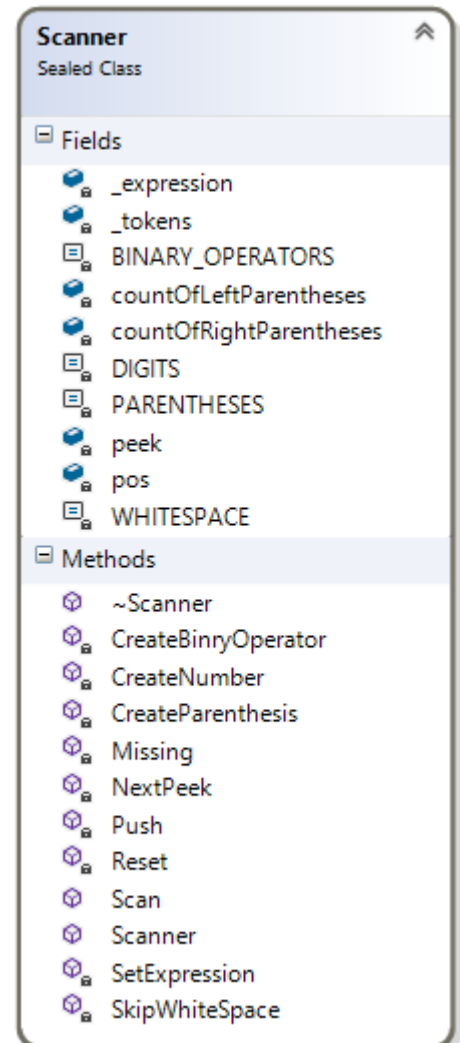 Scanner
Sealed Class
Fields
_expression
_tokens
BINARY_OPERATORS
countOfLeftParentheses
countOfRightParentheses
DIGITS
PARENTHESES
peek
pos
WHITESPACE
Methods
~Scanner
CreateBinryOperator
CreateNumber
CreateParenthesis
Missing
NextPeek
Push
Reset
Scan
Scanner
SetExpression
SkipWhiteSpace